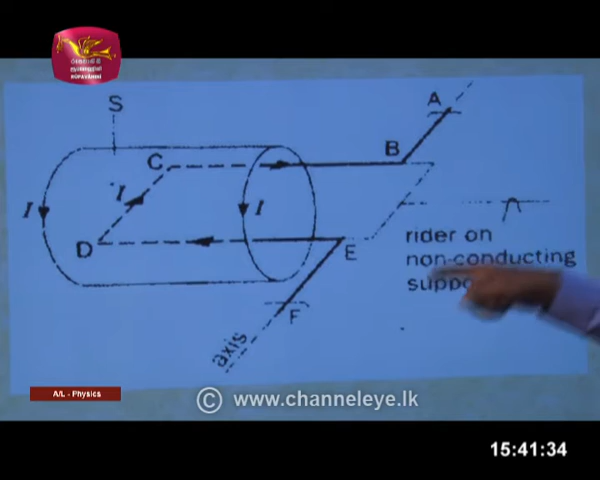 S
A
B
C
I
I
I
D
E
rider on
non-conducting
F
axis
A/L - Physics
© www.channeleye.lk
15:41:34